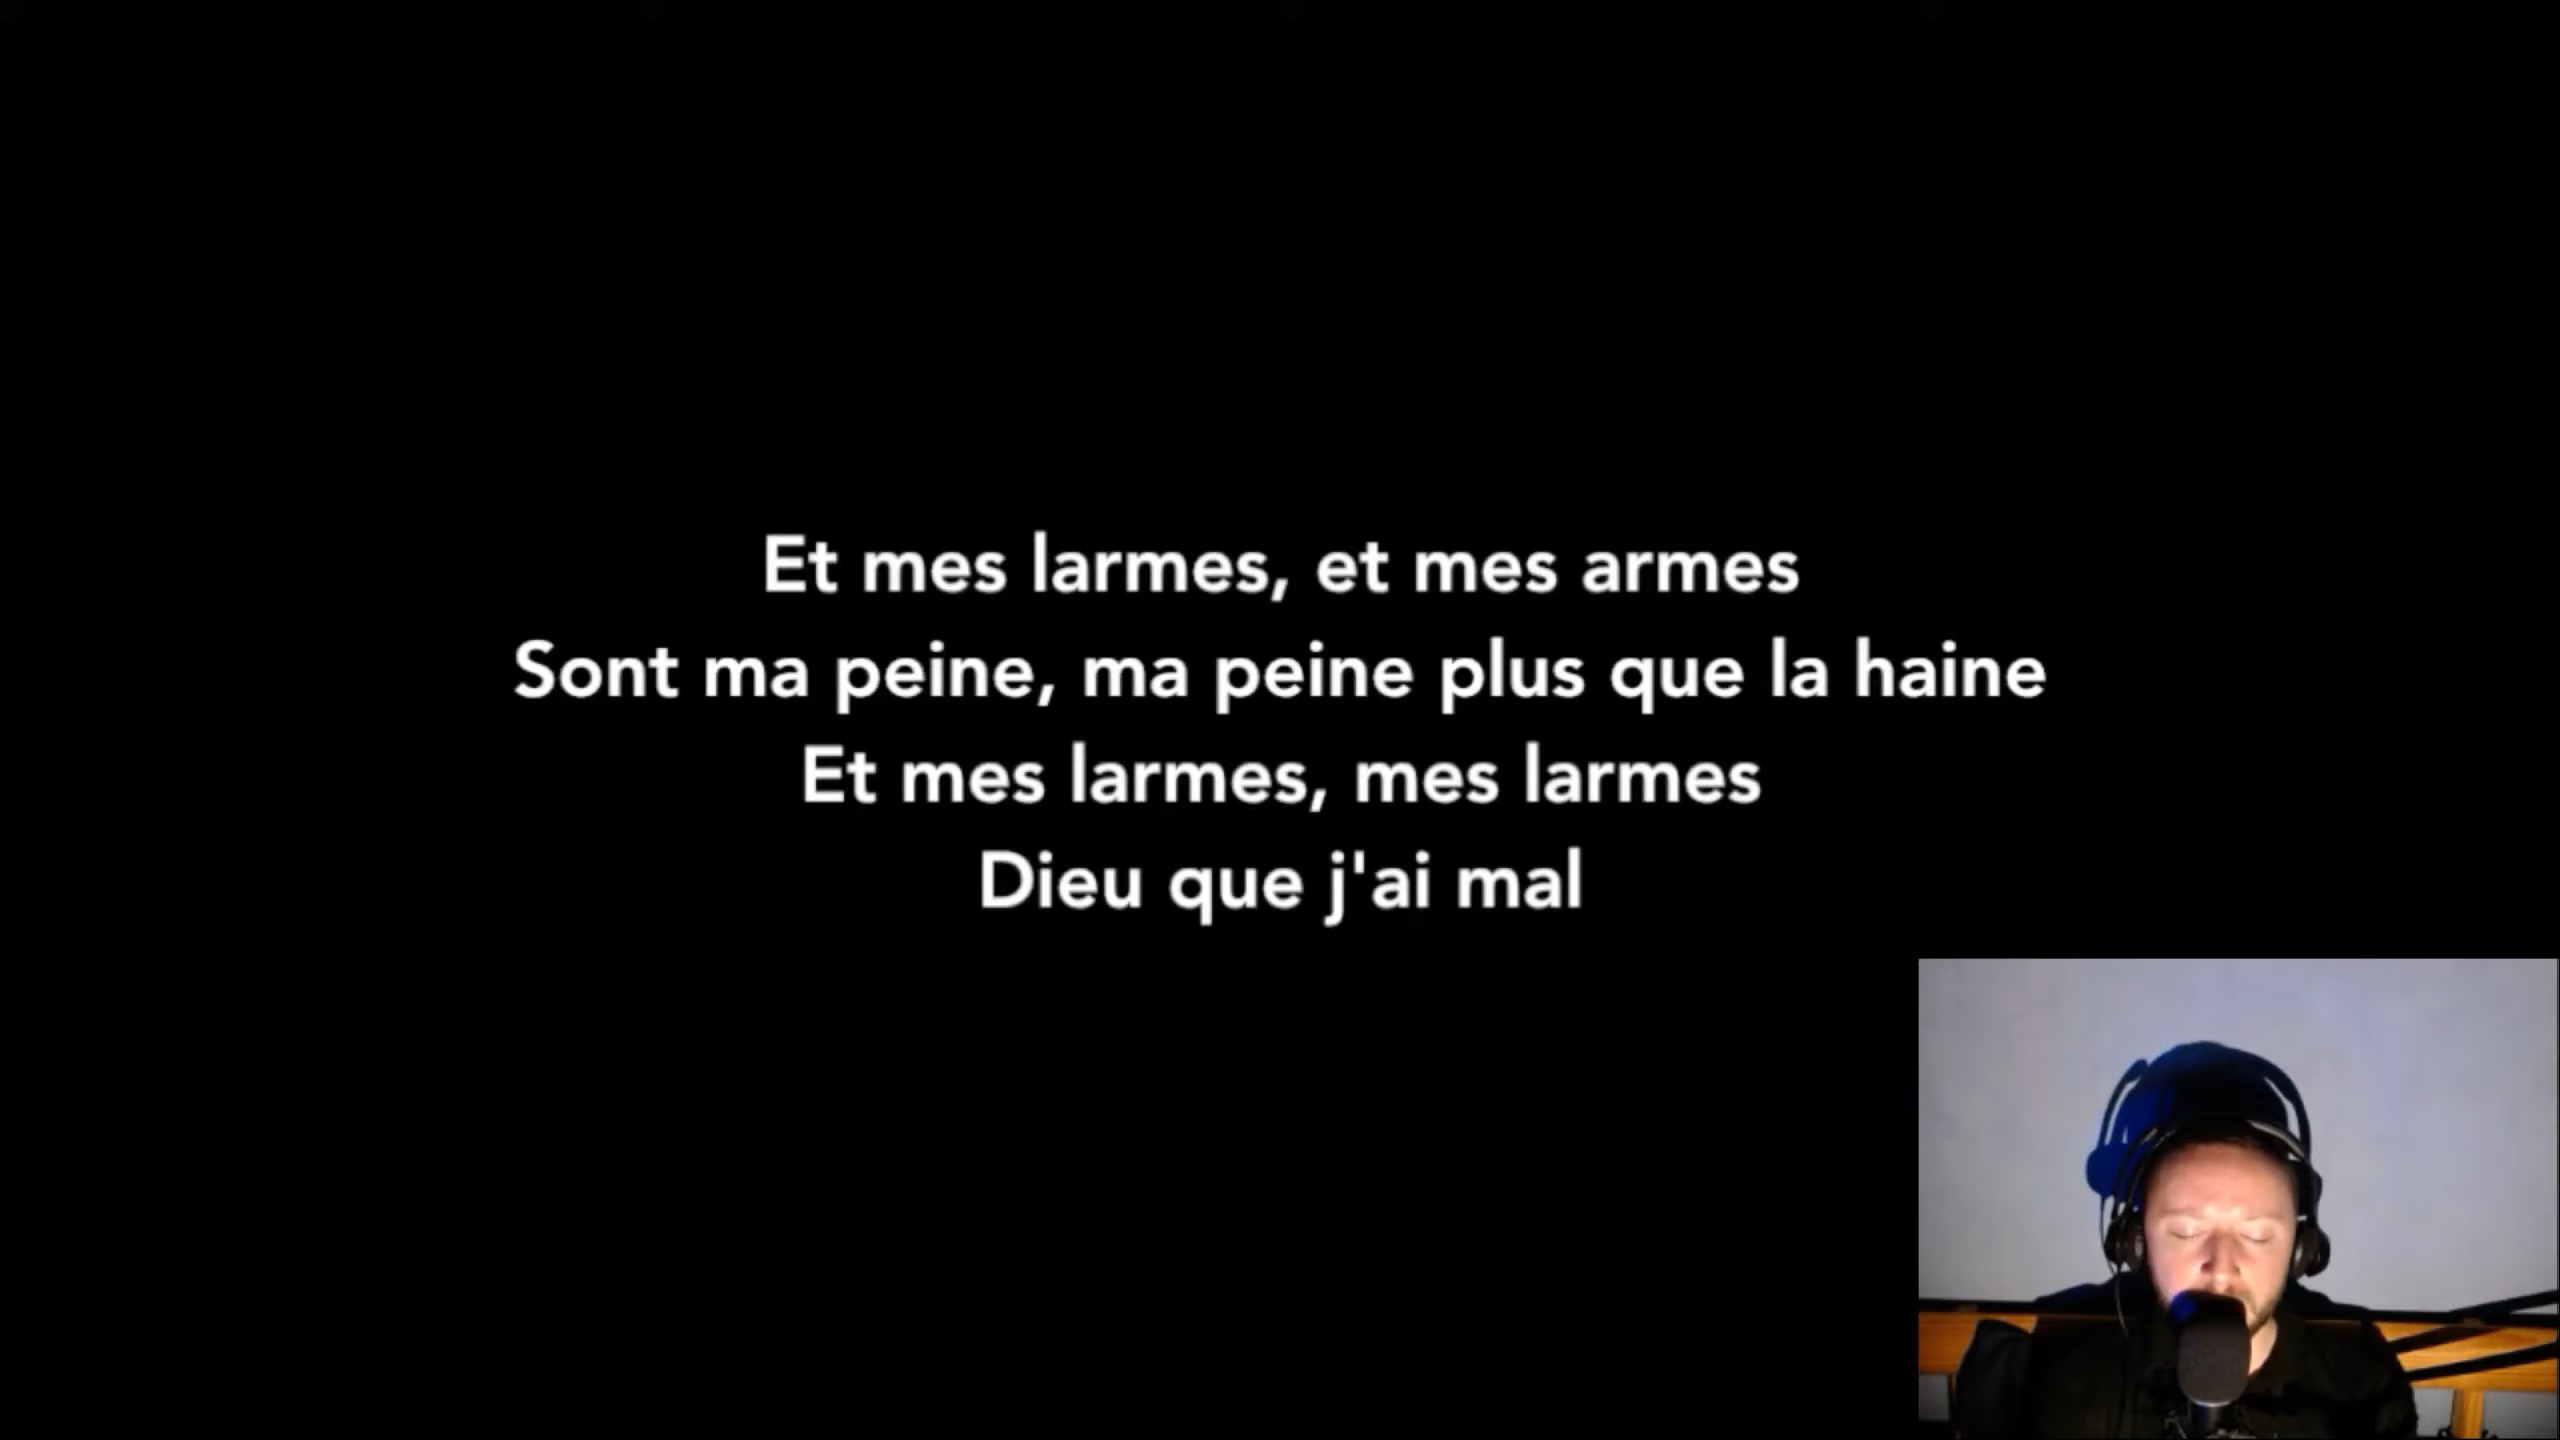 Et mes larmes, et mes armes
Sont ma peine, ma peine plus que la haine
Et mes larmes, mes larmes
Dieu que j'ai mal